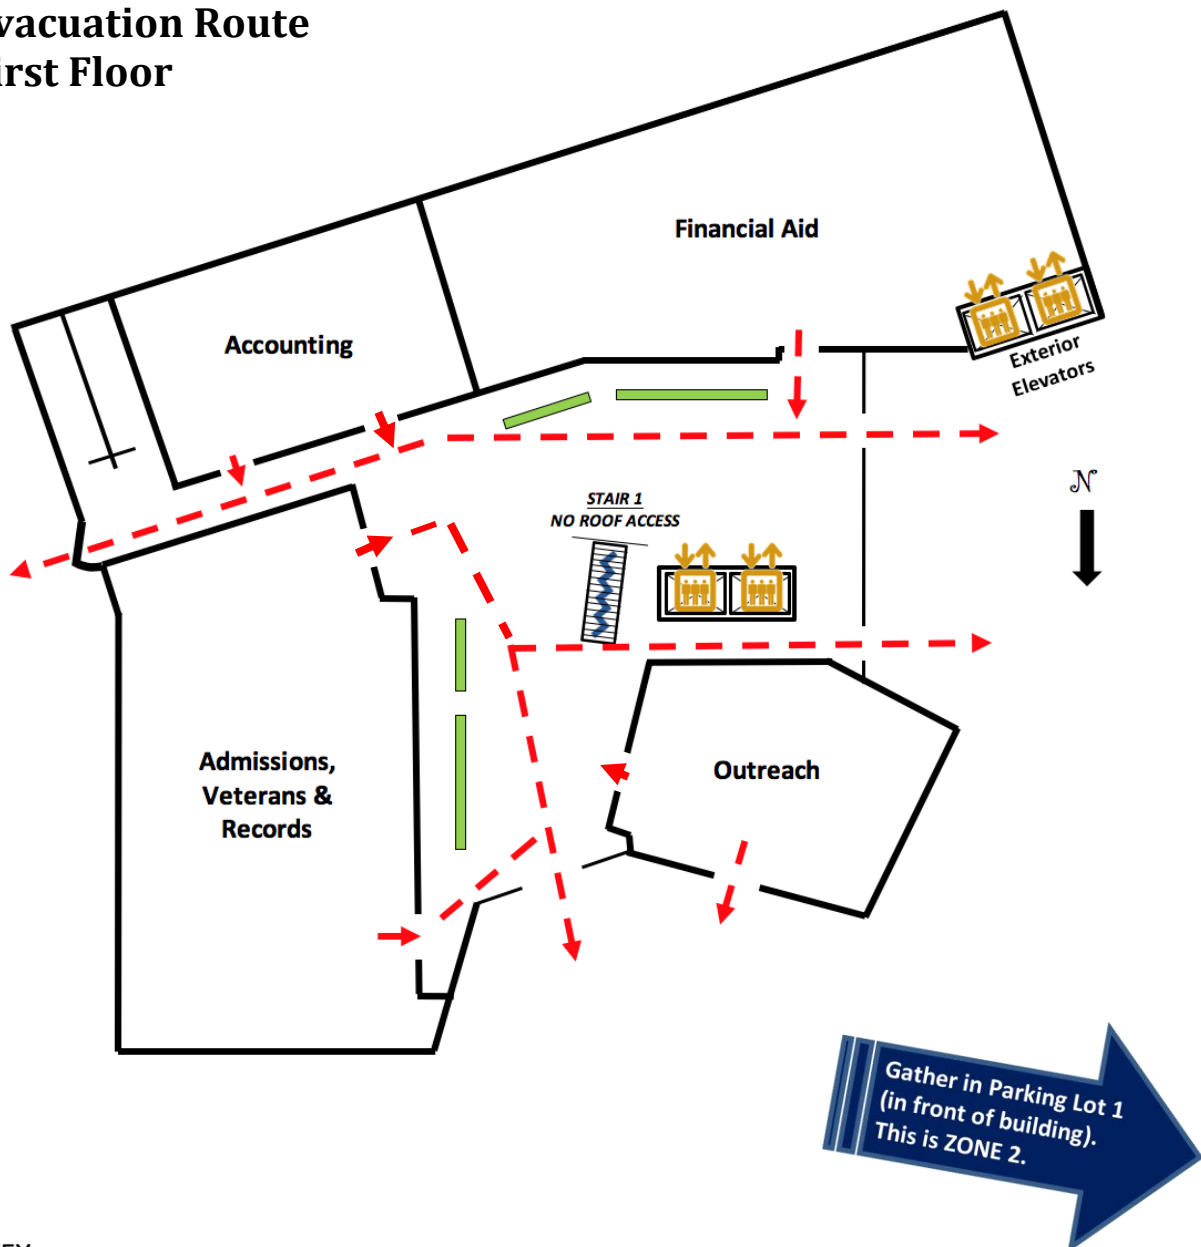 vacuation Route
irst Floor
Financial Aid
Accounting
Exterior
Elevators
N
STAIR 1
NO ROOF ACCESS
Admissions,
Veterans &
Records
Outreach
Gather in Parking Lot 1
(in front of building).
This is ZONE 2.